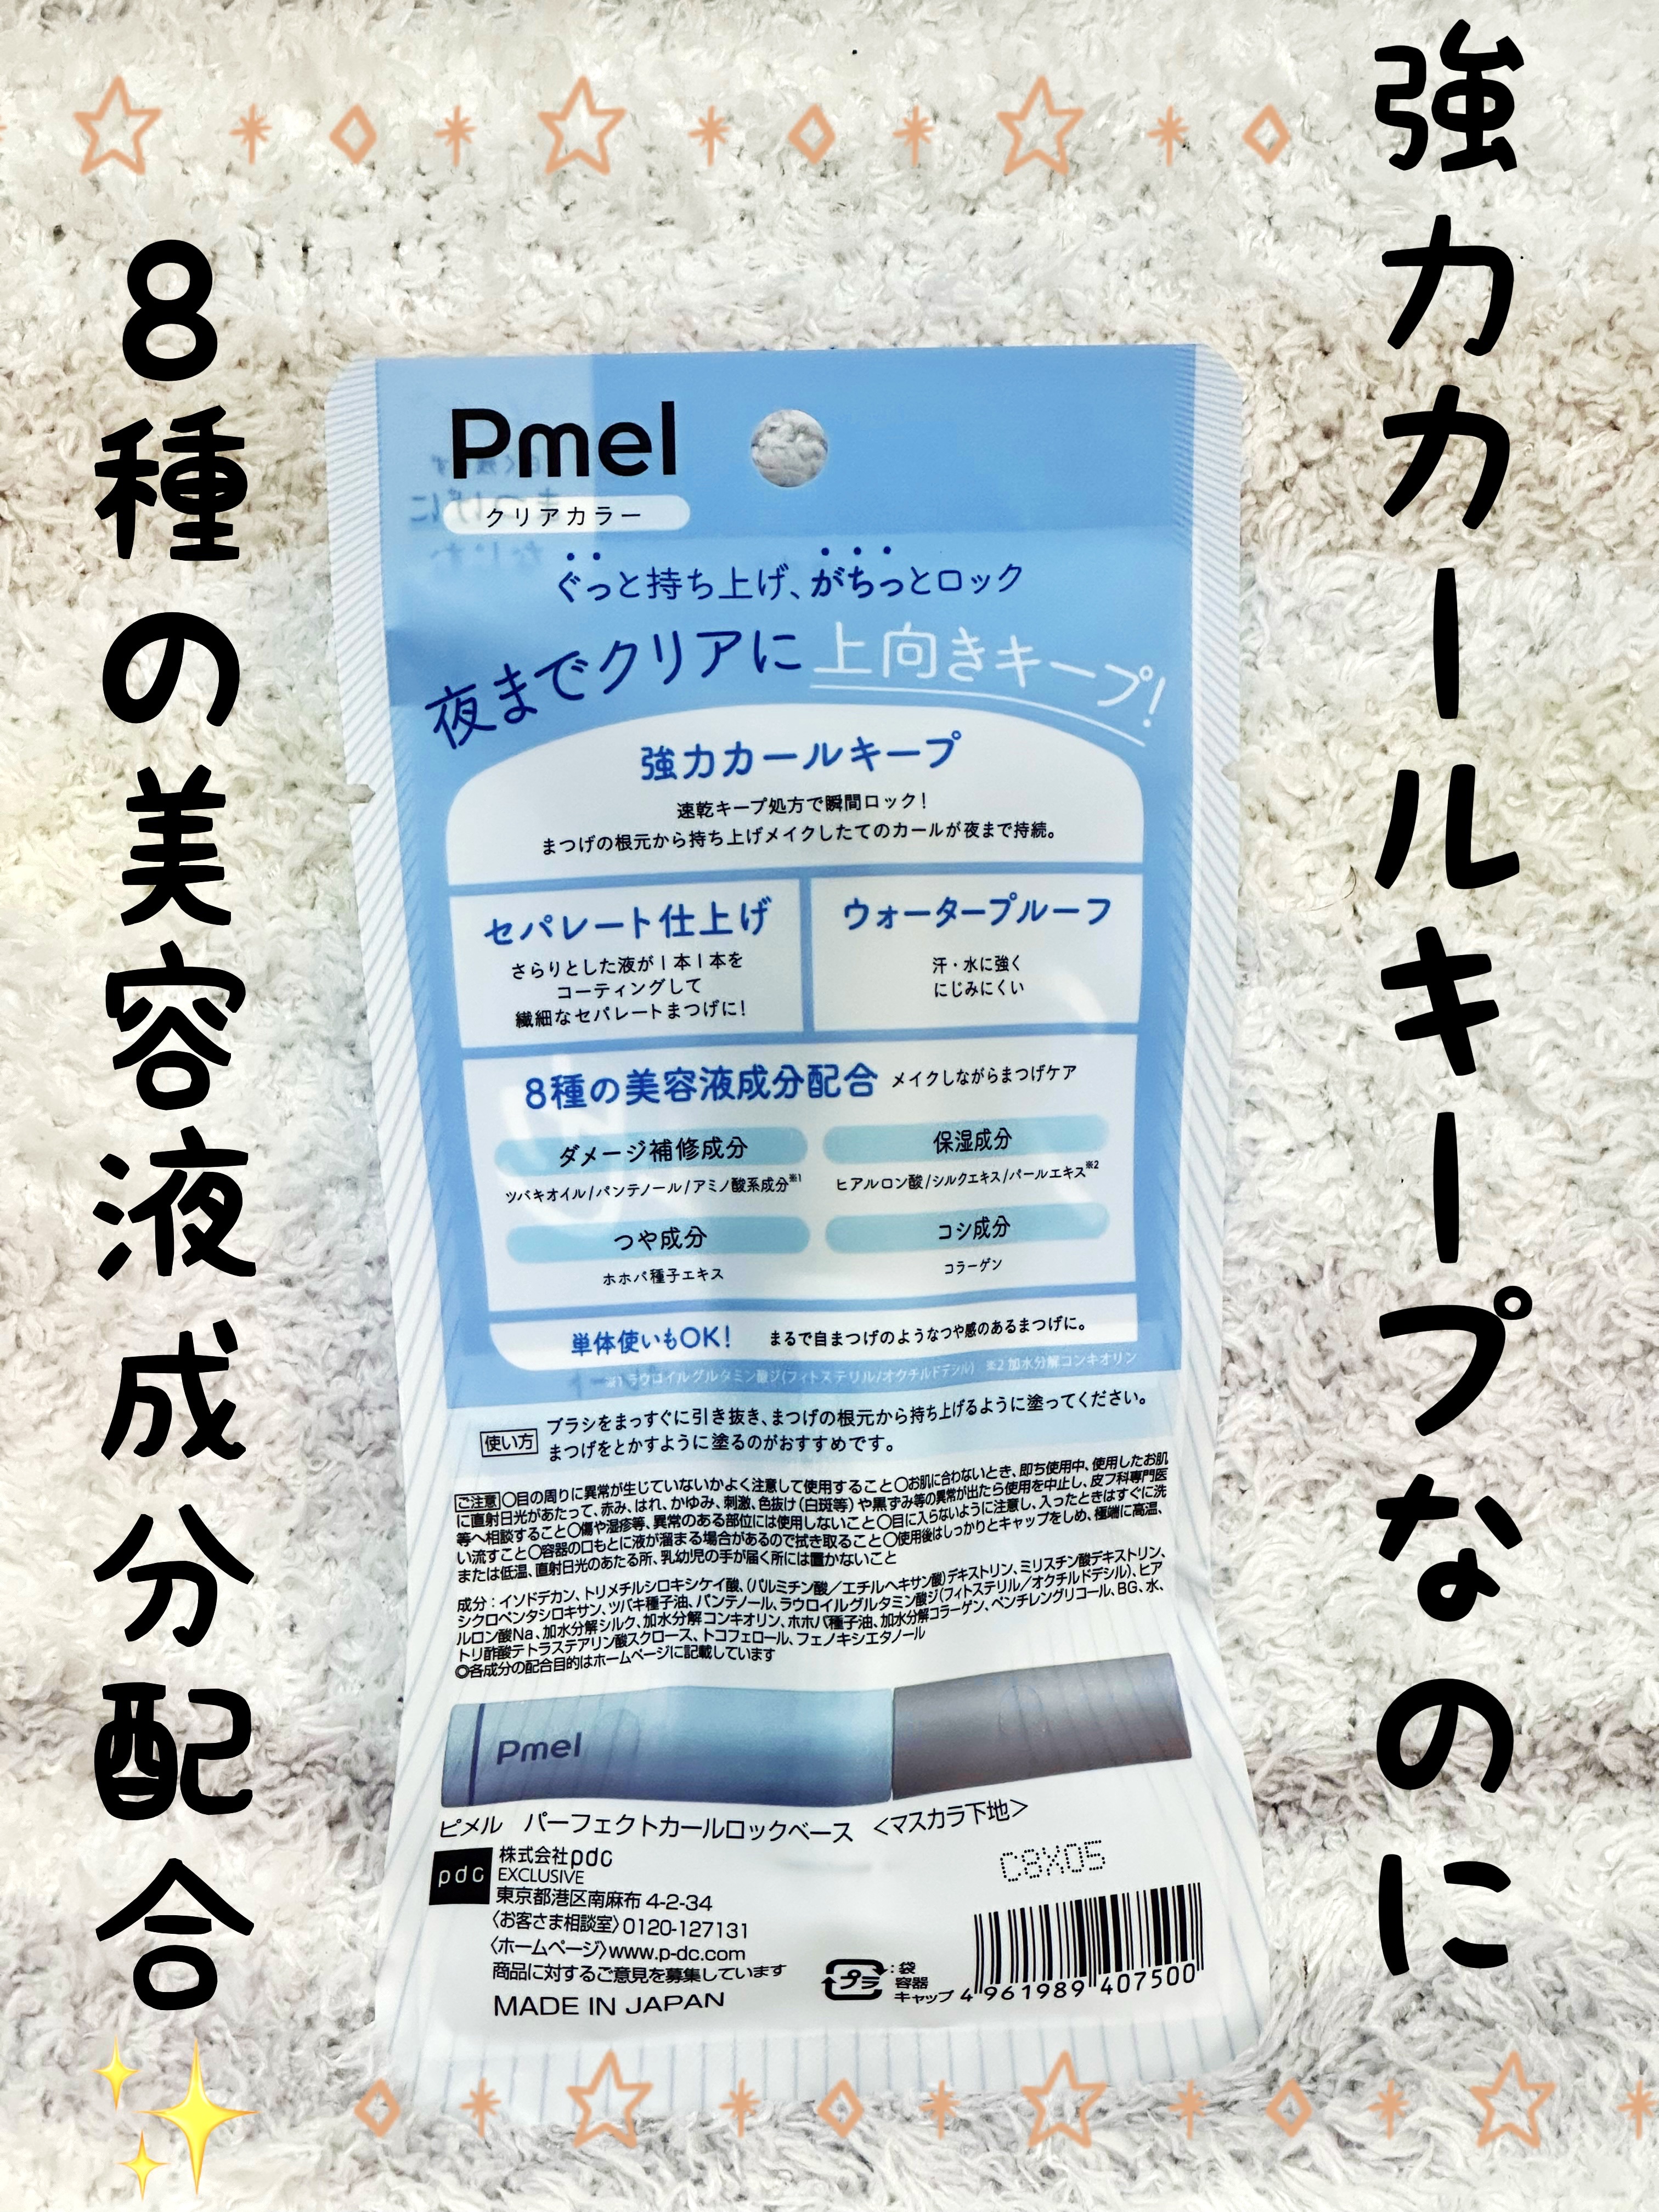 強力カールキープなのに
8種の美容液成分配合
Pmel
クリアカラー
ぐっと持ち上げ、がちっとロック
夜までクリアに上向きキープ!
強力カールキープ
速乾キープ処方で瞬間ロック!
まつげの根元から持ち上げメイクしたてのカールが夜まで持続。
セパレート仕上げ
さらりとした液が1本1本を
コーティングして
繊細なセパレートまつげに!
ウォータープルーフ
汗・水に強く
にじみにくい
8種の美容液成分配合 メイクしながらまつげケア
ダメージ補修成分
ツバキオイル/パンテノール/アミノ酸系成分※1
保湿成分
ヒアルロン酸/シルクエキス/パールエキス※2
つや成分
ホホバ種子エキス
コシ成分
コラーゲン
単体使いもOK! まるで自まつげのようなつや感のあるまつげに。
※1 ラウロイルグルタミン酸ジ(フィトステリル/オクチルドデシル) ※2 加水分解コンキオリン
使い方 ブラシをまっすぐに引き抜き、まつげの根元から持ち上げるように塗ってください。
まつげをとかすように塗るのがおすすめです。
ご注意 〇目の周りに異常が生じていないかよく注意して使用すること〇お肌に合わないとき、即ち使用中、使用したお肌
に直射日光があたって、赤み、はれ、かゆみ、刺激、色抜け(白斑等)や黒ずみ等の異常が出たら使用を中止し、皮フ科専門医
等へ相談すること〇傷や湿疹等、異常のある部位には使用しないこと〇目に入らないように注意し、入ったときはすぐに洗
い流すこと〇容器の口もとに液が溜まる場合があるので拭き取ること〇使用後はしっかりとキャップをしめ、極端に高温、
または低温、直射日光のあたる所、乳幼児の手が届く所には置かないこと
成分:イソドデカン、トリメチルシロキシケイ酸、(パルミチン酸/エチルヘキサン酸)デキストリン、ミリスチン酸デキストリン、
シクロペンタシロキサン、ツバキ種子油、パンテノール、ラウロイルグルタミン酸ジ(フィトステリル/オクチルドデシル)、ヒア
ルロン酸Na、加水分解シルク、加水分解コンキオリン、ホホバ種子油、加水分解コラーゲン、ペンチレングリコール、BG、水、
トリ酢酸テトラステアリン酸スクロース、トコフェロール、フェノキシエタノール
◎各成分の配合目的はホームページに記載しています
Pmel
ピメル パーフェクトカールロックベース <マスカラ下地>
C8X05
pdc
株式会社pdc
EXCLUSIVE
東京都港区南麻布 4-2-34
〈お客さま相談室〉0120-127131
〈ホームページ〉www.p-dc.com
商品に対するご意見を募集しています
MADE IN JAPAN
プラ :袋
容器
キャップ
4 961989 407500